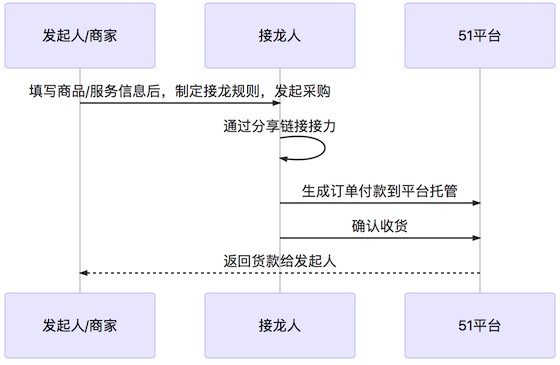 发起人/商家
接龙人
51平台
填写商品/服务信息后，制定接龙规则，发起采购
通过分享链接接力
生成订单付款到平台托管
确认收货
返回货款给发起人
发起人/商家
接龙人
51平台